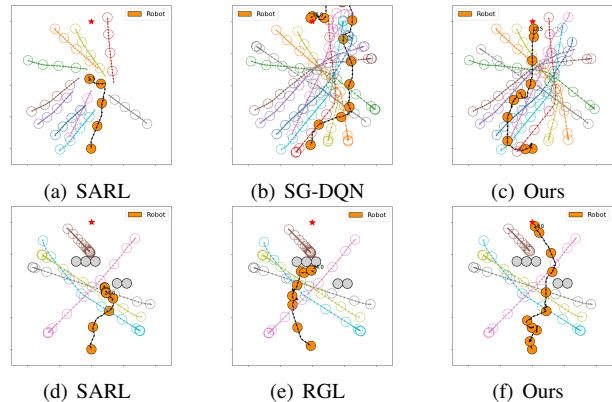 Robot
Robot
Robot
(a) SARL
(b) SG-DQN
(c) Ours
Robot
Robot
Robot
(d) SARL
(e) RGL
(f) Ours